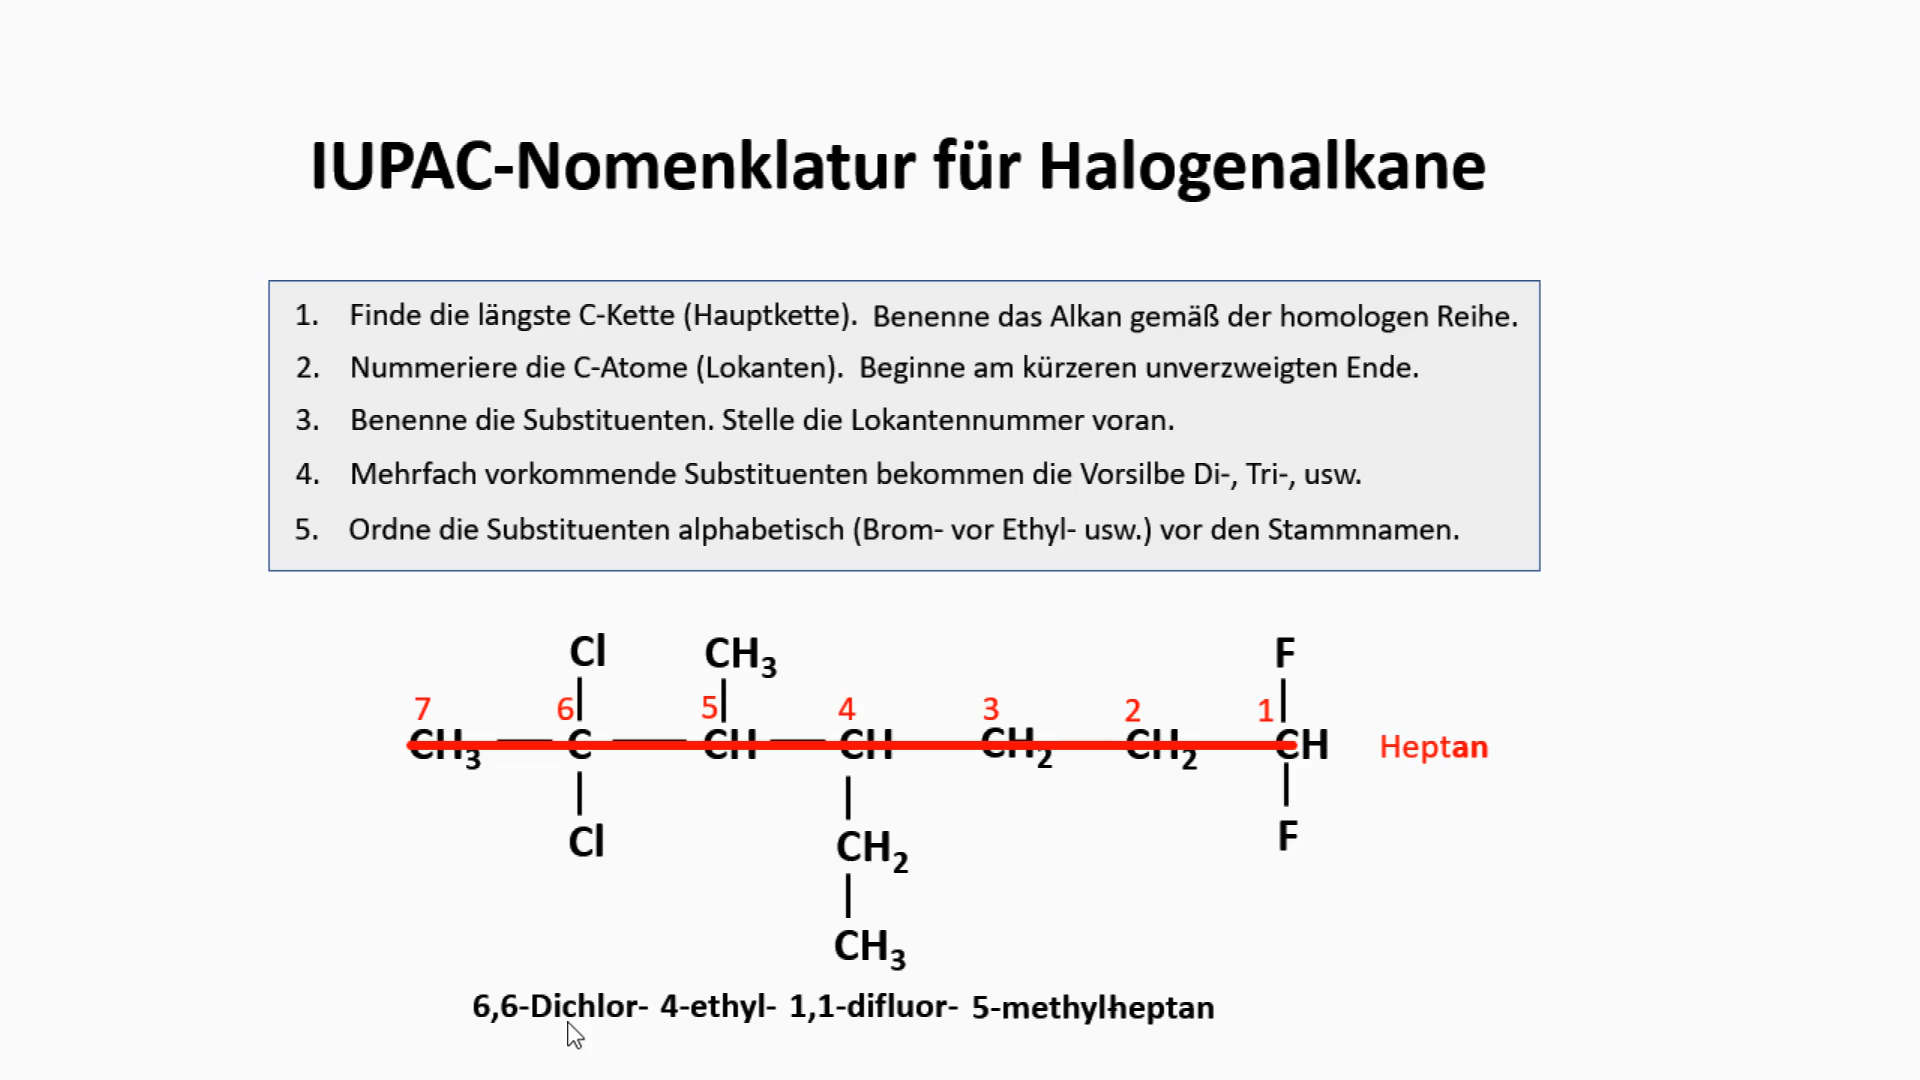 IUPAC-Nomenklatur für Halogenalkane
1. Finde die längste C-Kette (Hauptkette). Benenne das Alkan gemäß der homologen Reihe.
2. Nummeriere die C-Atome (Lokanten). Beginne am kürzeren unverzweigten Ende.
3. Benenne die Substituenten. Stelle die Lokantennummer voran.
4. Mehrfach vorkommende Substituenten bekommen die Vorsilbe Di-, Tri-, usw.
5. Ordne die Substituenten alphabetisch (Brom- vor Ethyl- usw.) vor den Stammnamen.
Cl CH₃ F
7 6 5 4 3 2 1
CH₃ C CH CH CH₂ CH₂ CH Heptan
Cl CH₂ F
CH₃
6,6-Dichlor- 4-ethyl- 1,1-difluor- 5-methylheptan